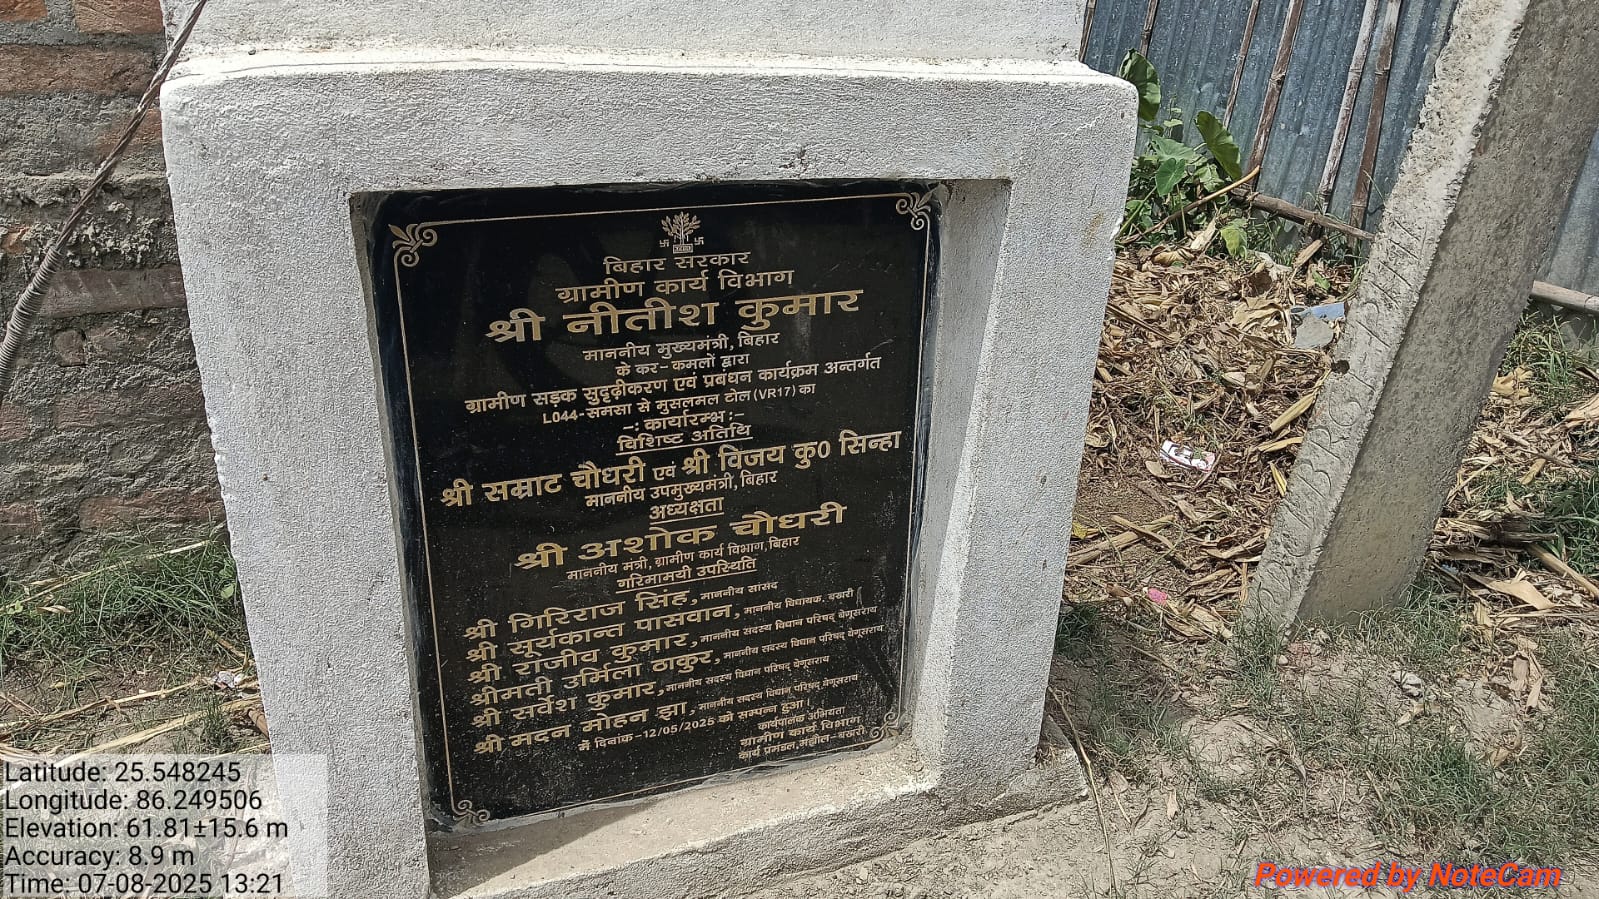 बिहार सरकार
ग्रामीण कार्य विभाग
श्री नीतीश कुमार
माननीय मुख्यमंत्री, बिहार
के कर-कमलों द्वारा
ग्रामीण सड़क सुदृढ़ीकरण एवं प्रबंधन कार्यक्रम अन्तर्गत
L044-समसा से मुसलमल टोल (VR17) का
-: कार्यारम्भ :-
विशिष्ट अतिथि
श्री सम्राट चौधरी एवं श्री विजय कु0 सिन्हा
माननीय उपमुख्यमंत्री, बिहार
अध्यक्षता
श्री अशोक चौधरी
माननीय मंत्री, ग्रामीण कार्य विभाग, बिहार
गरिमामयी उपस्थिति
श्री गिरिराज सिंह, माननीय सांसद
श्री सूर्यकान्त पासवान, माननीय विधायक, बखरी
श्री राजीव कुमार, माननीय सदस्य विधान परिषद् बेगूसराय
श्रीमती उर्मिला ठाकुर, माननीय सदस्य विधान परिषद् बेगूसराय
श्री सर्वेश कुमार, माननीय सदस्य विधान परिषद् बेगूसराय
श्री मदन मोहन झा, माननीय सदस्य विधान परिषद् बेगूसराय
में दिनांक-12/05/2025 को सम्पन्न हुआ।
कार्यपालक अभियंता
ग्रामीण कार्य विभाग
कार्य प्रमंडल, मंझौल-बखरी
Latitude: 25.548245
Longitude: 86.249506
Elevation: 61.81±15.6 m
Accuracy: 8.9 m
Time: 07-08-2025 13:21
Powered by NoteCam